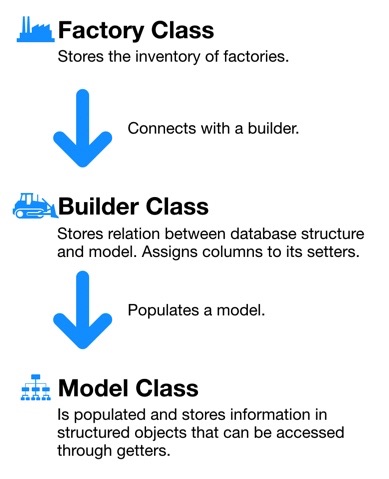 Factory Class
Stores the inventory of factories.
Connects with a builder.
Builder Class
Stores relation between database structure
and model. Assigns columns to its setters.
Populates a model.
Model Class
Is populated and stores information in
structured objects that can be accessed
through getters.